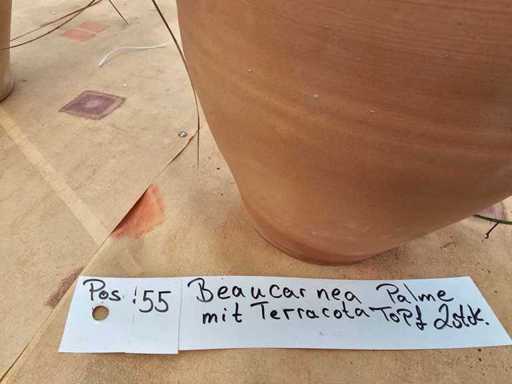 Pos: 55
Beaucarnea Palme
mit Terracota Topf 2stck.